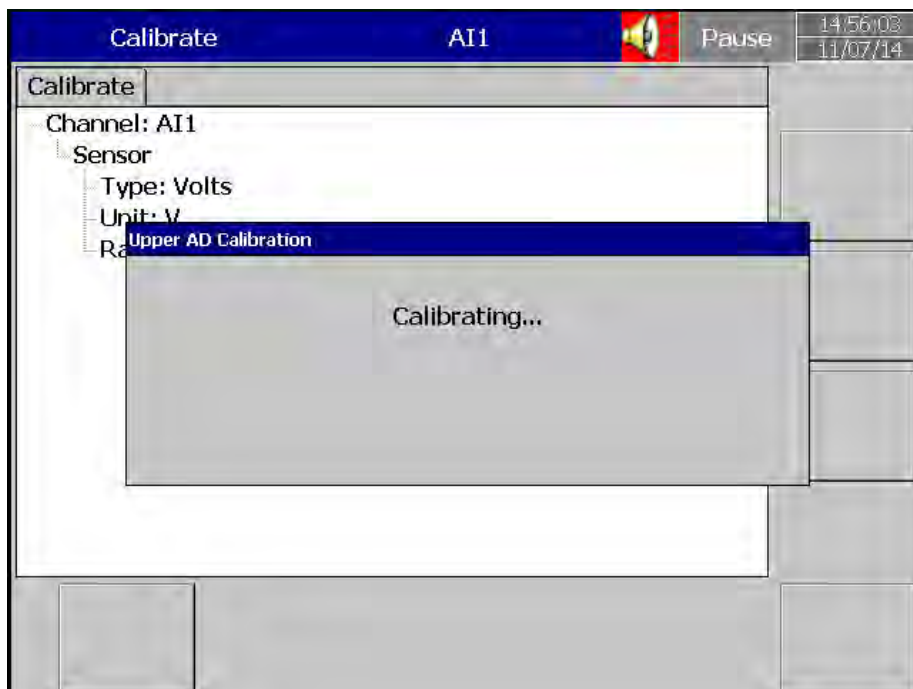 Calibrate AI1 Pause 14:56:03
11/07/14
Calibrate
Channel: AI1
Sensor
Type: Volts
Unit: V
Ra
Upper AD Calibration
Calibrating...